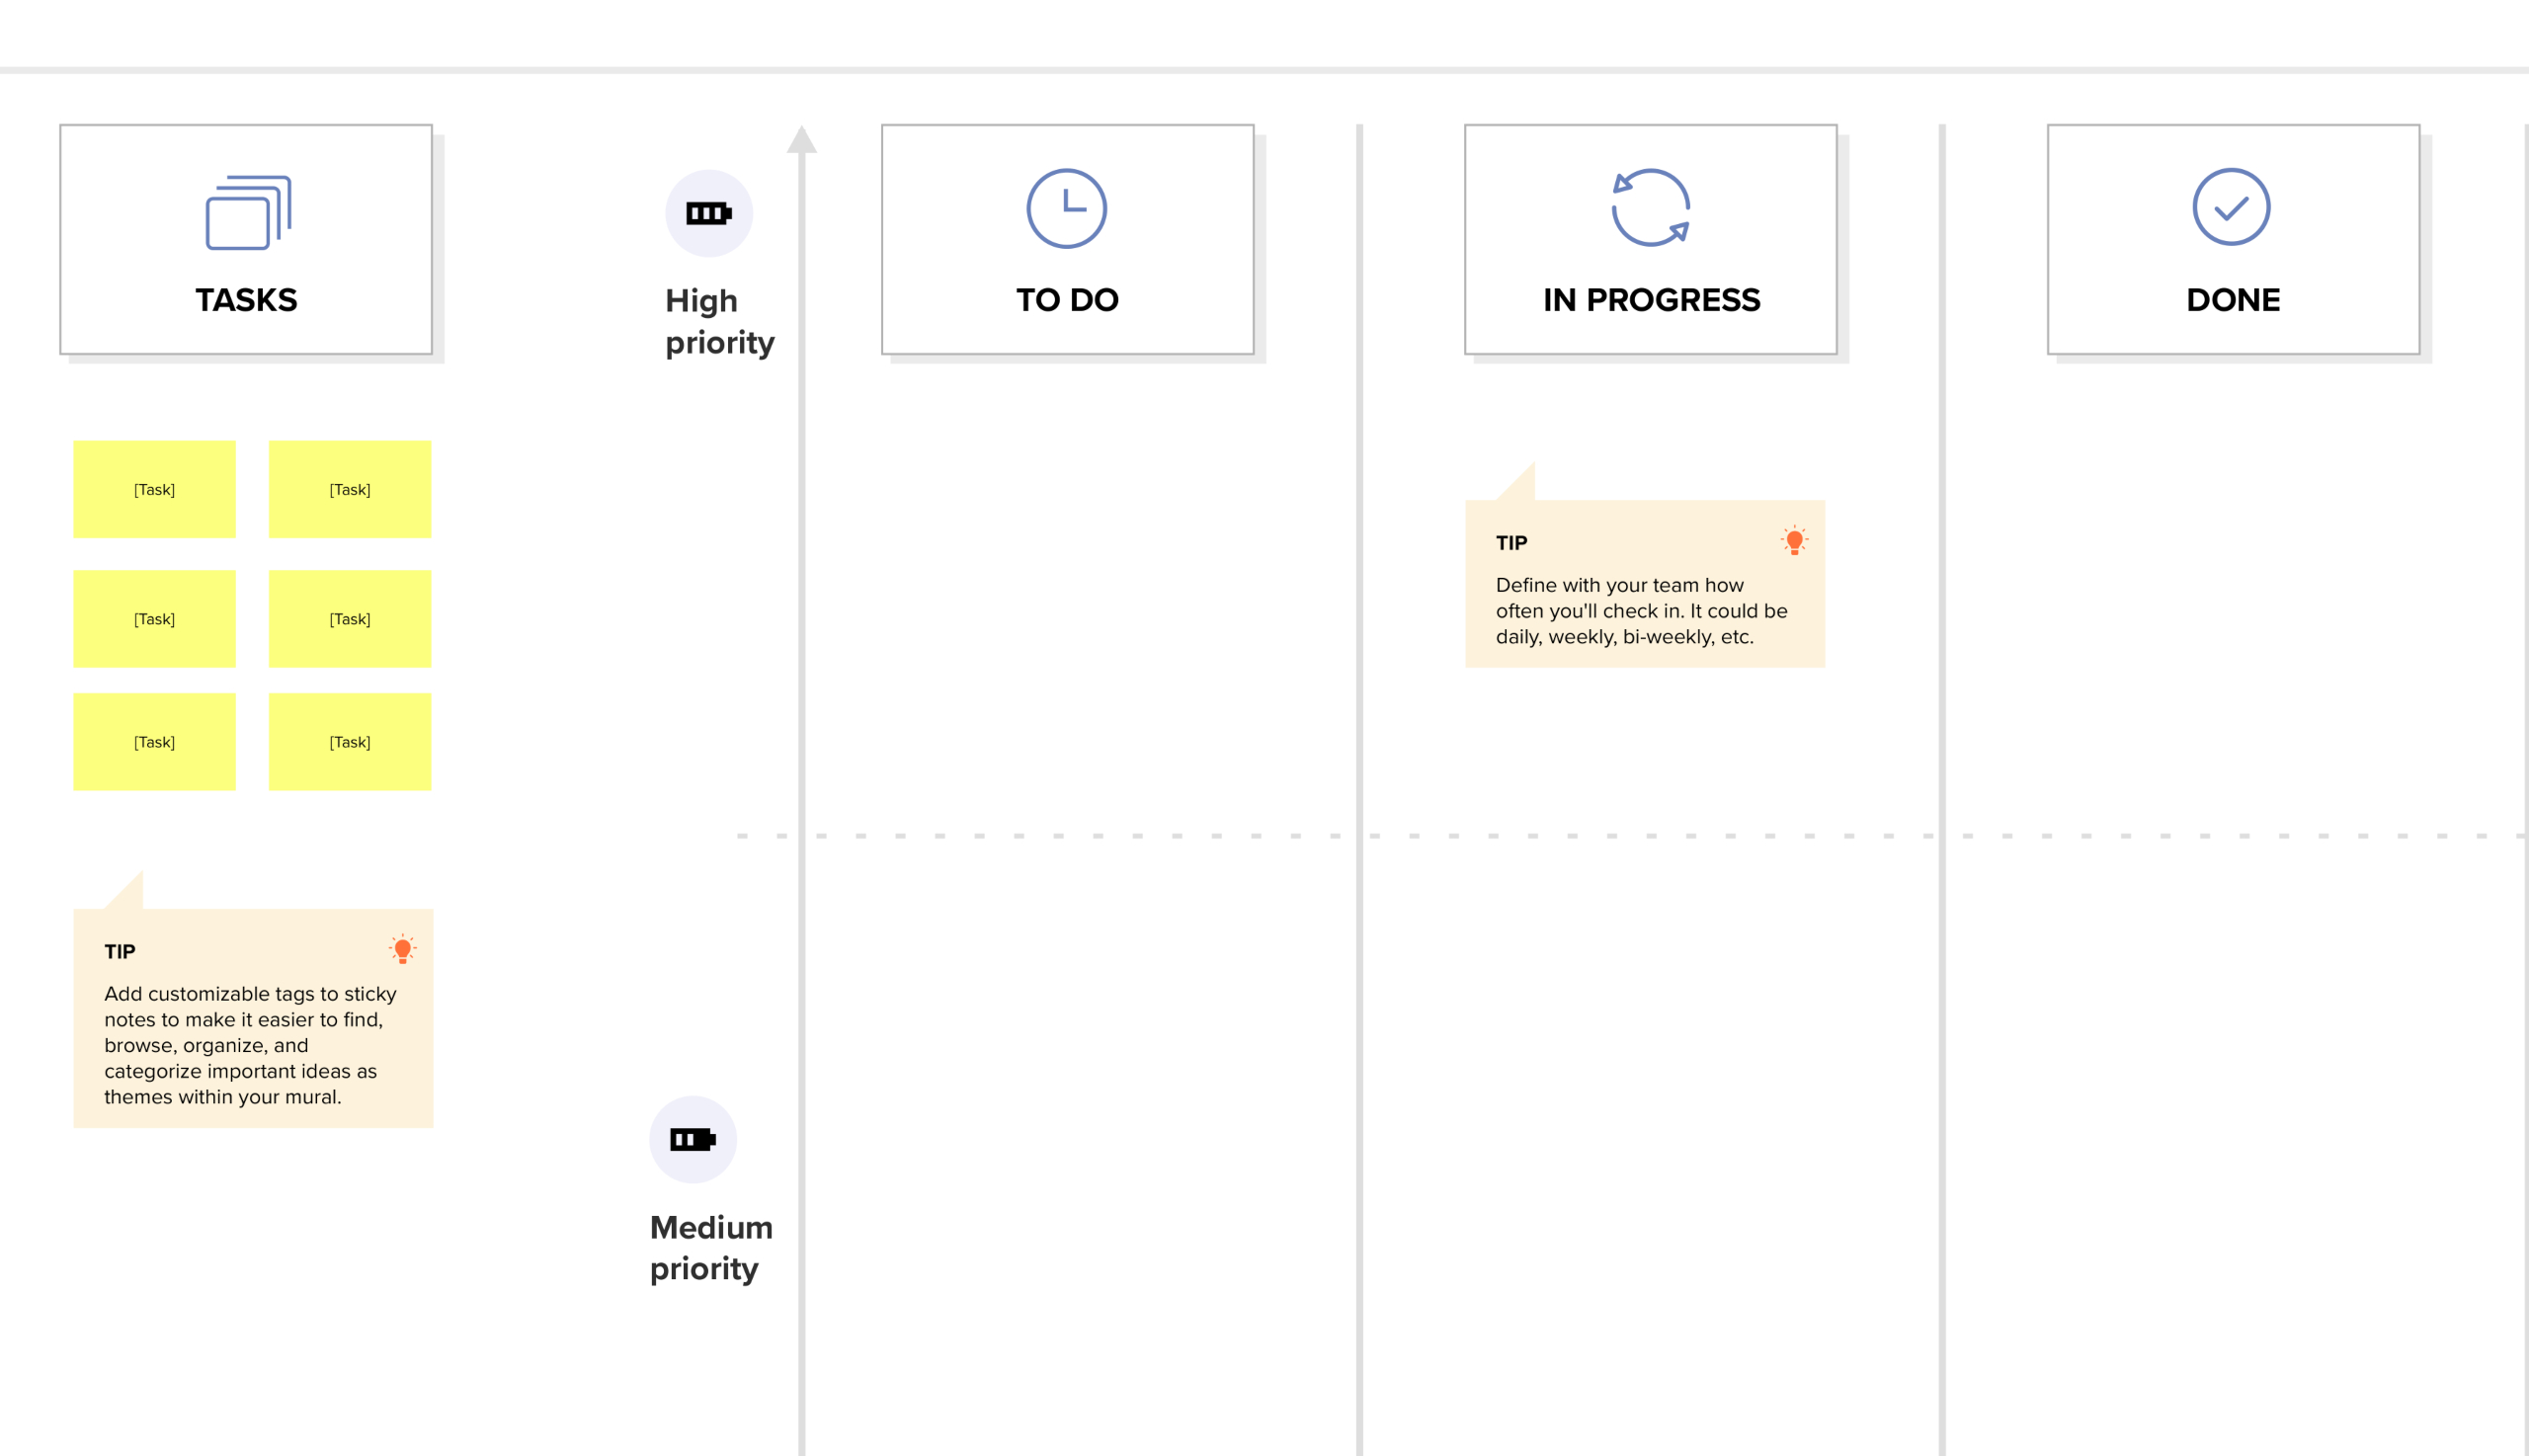 TASKS
High
priority
TO DO
IN PROGRESS
DONE
[Task]
[Task]
[Task]
[Task]
[Task]
[Task]
TIP
Define with your team how
often you'll check in. It could be
daily, weekly, bi-weekly, etc.
TIP
Add customizable tags to sticky
notes to make it easier to find,
browse, organize, and
categorize important ideas as
themes within your mural.
Medium
priority